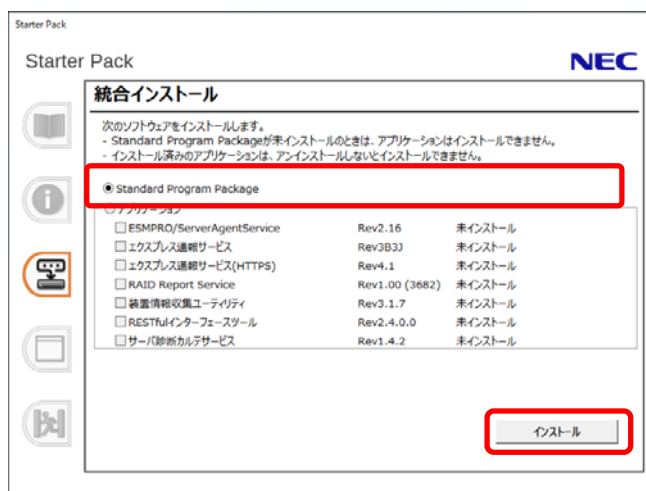 Starter Pack
Starter Pack NEC
統合インストール
次のソフトウェアをインストールします。
- Standard Program Packageが未インストールのときは、アプリケーションはインストールできません。
- インストール済みのアプリケーションは、アンインストールしないとインストールできません。
Standard Program Package
アプリケーション
ESMPRO/ServerAgentService Rev2.16 未インストール
エクスプレス通報サービス Rev3B3J 未インストール
エクスプレス通報サービス(HTTPS) Rev4.1 未インストール
RAID Report Service Rev1.00 (3682) 未インストール
装置情報収集ユーティリティ Rev3.1.7 未インストール
RESTfulインターフェースツール Rev2.4.0.0 未インストール
サーバ診断カルテサービス Rev1.4.2 未インストール
インストール